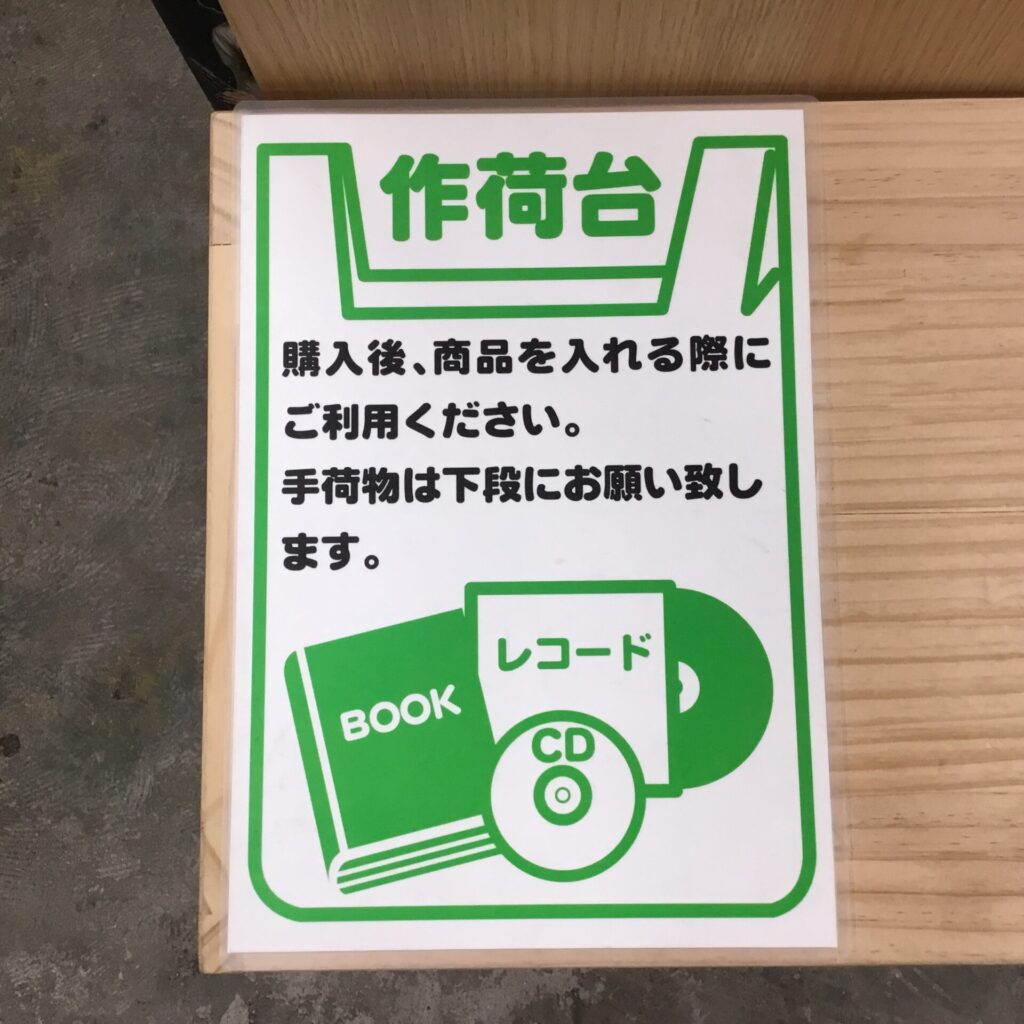 作荷台
購入後、商品を入れる際に
ご利用ください。
手荷物は下段にお願い致し
ます。
レコード
BOOK
CD